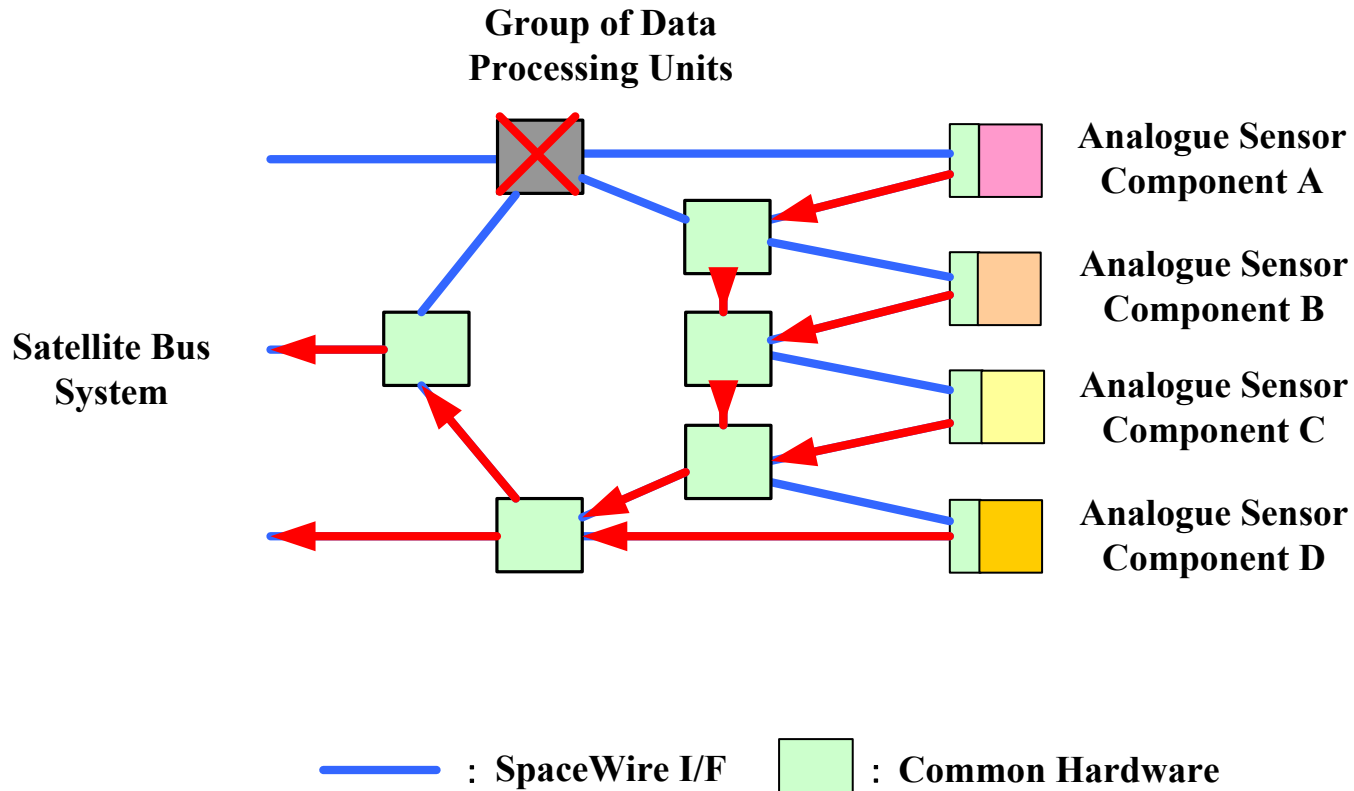 Group of Data
Processing Units
Analogue Sensor
Component A
Analogue Sensor
Component B
Satellite Bus
System
Analogue Sensor
Component C
Analogue Sensor
Component D
: SpaceWire I/F
: Common Hardware